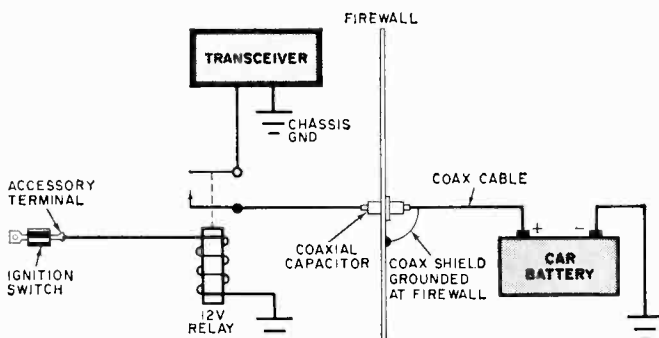 FIREWALL
TRANSCEIVER
CHASSIS
GND
ACCESSORY
TERMINAL
COAX CABLE
+ -
IGNITION
SWITCH
COAXIAL
CAPACITOR
COAX SHIELD
GROUNDED
AT FIREWALL
CAR
BATTERY
12V
RELAY